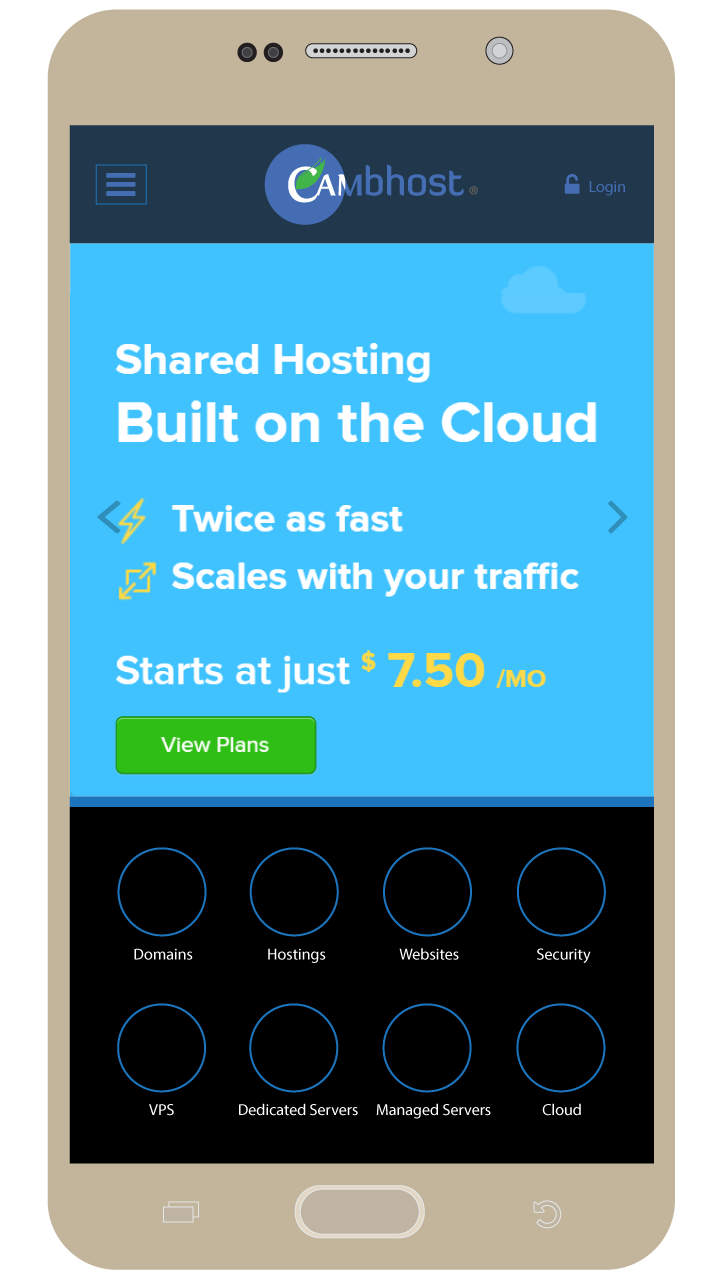 CAMbhost ®
Login
Shared Hosting
Built on the Cloud
Twice as fast
Scales with your traffic
Starts at just $ 7.50 /MO
View Plans
Domains Hostings Websites Security
VPS Dedicated Servers Managed Servers Cloud